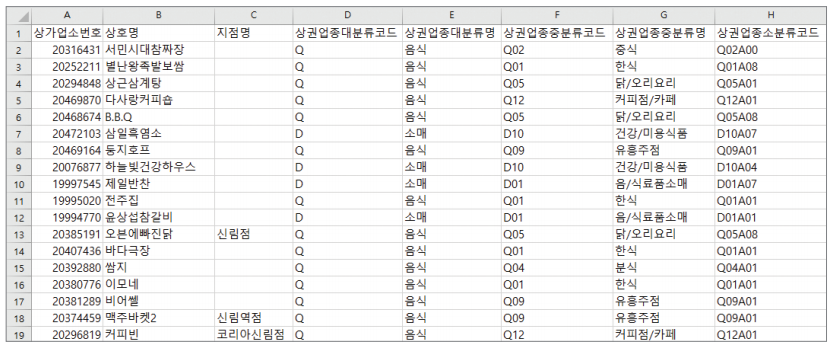 A B C D E F G H
1 상가업소번호 상호명 지점명 상권업종대분류코드 상권업종대분류명 상권업종중분류코드 상권업종중분류명 상권업종소분류코드
2 20316431 서민시대참짜장 Q 음식 Q02 중식 Q02A00
3 20252211 별난왕족발보쌈 Q 음식 Q01 한식 Q01A08
4 20294848 상근삼계탕 Q 음식 Q05 닭/오리요리 Q05A01
5 20469870 다사랑커피숍 Q 음식 Q12 커피점/카페 Q12A01
6 20468674 B.B.Q Q 음식 Q05 닭/오리요리 Q05A08
7 20472103 삼일흑염소 D 소매 D10 건강/미용식품 D10A07
8 20469164 둥지호프 Q 음식 Q09 유흥주점 Q09A01
9 20076877 하늘빛건강하우스 D 소매 D10 건강/미용식품 D10A04
10 19997545 제일반찬 D 소매 D01 음/식료품소매 D01A07
11 19995020 전주집 Q 음식 Q01 한식 Q01A01
12 19994770 윤상섭참갈비 D 소매 D01 음/식료품소매 D01A01
13 20385191 오븐에빠진닭 신림점 Q 음식 Q05 닭/오리요리 Q05A08
14 20407436 바다극장 Q 음식 Q01 한식 Q01A01
15 20392880 쌈지 Q 음식 Q04 분식 Q04A01
16 20380776 이모네 Q 음식 Q01 한식 Q01A01
17 20381289 비어쎌 Q 음식 Q09 유흥주점 Q09A01
18 20374459 맥주바켓2 신림역점 Q 음식 Q09 유흥주점 Q09A01
19 20296819 커피빈 코리아신림점 Q 음식 Q12 커피점/카페 Q12A01